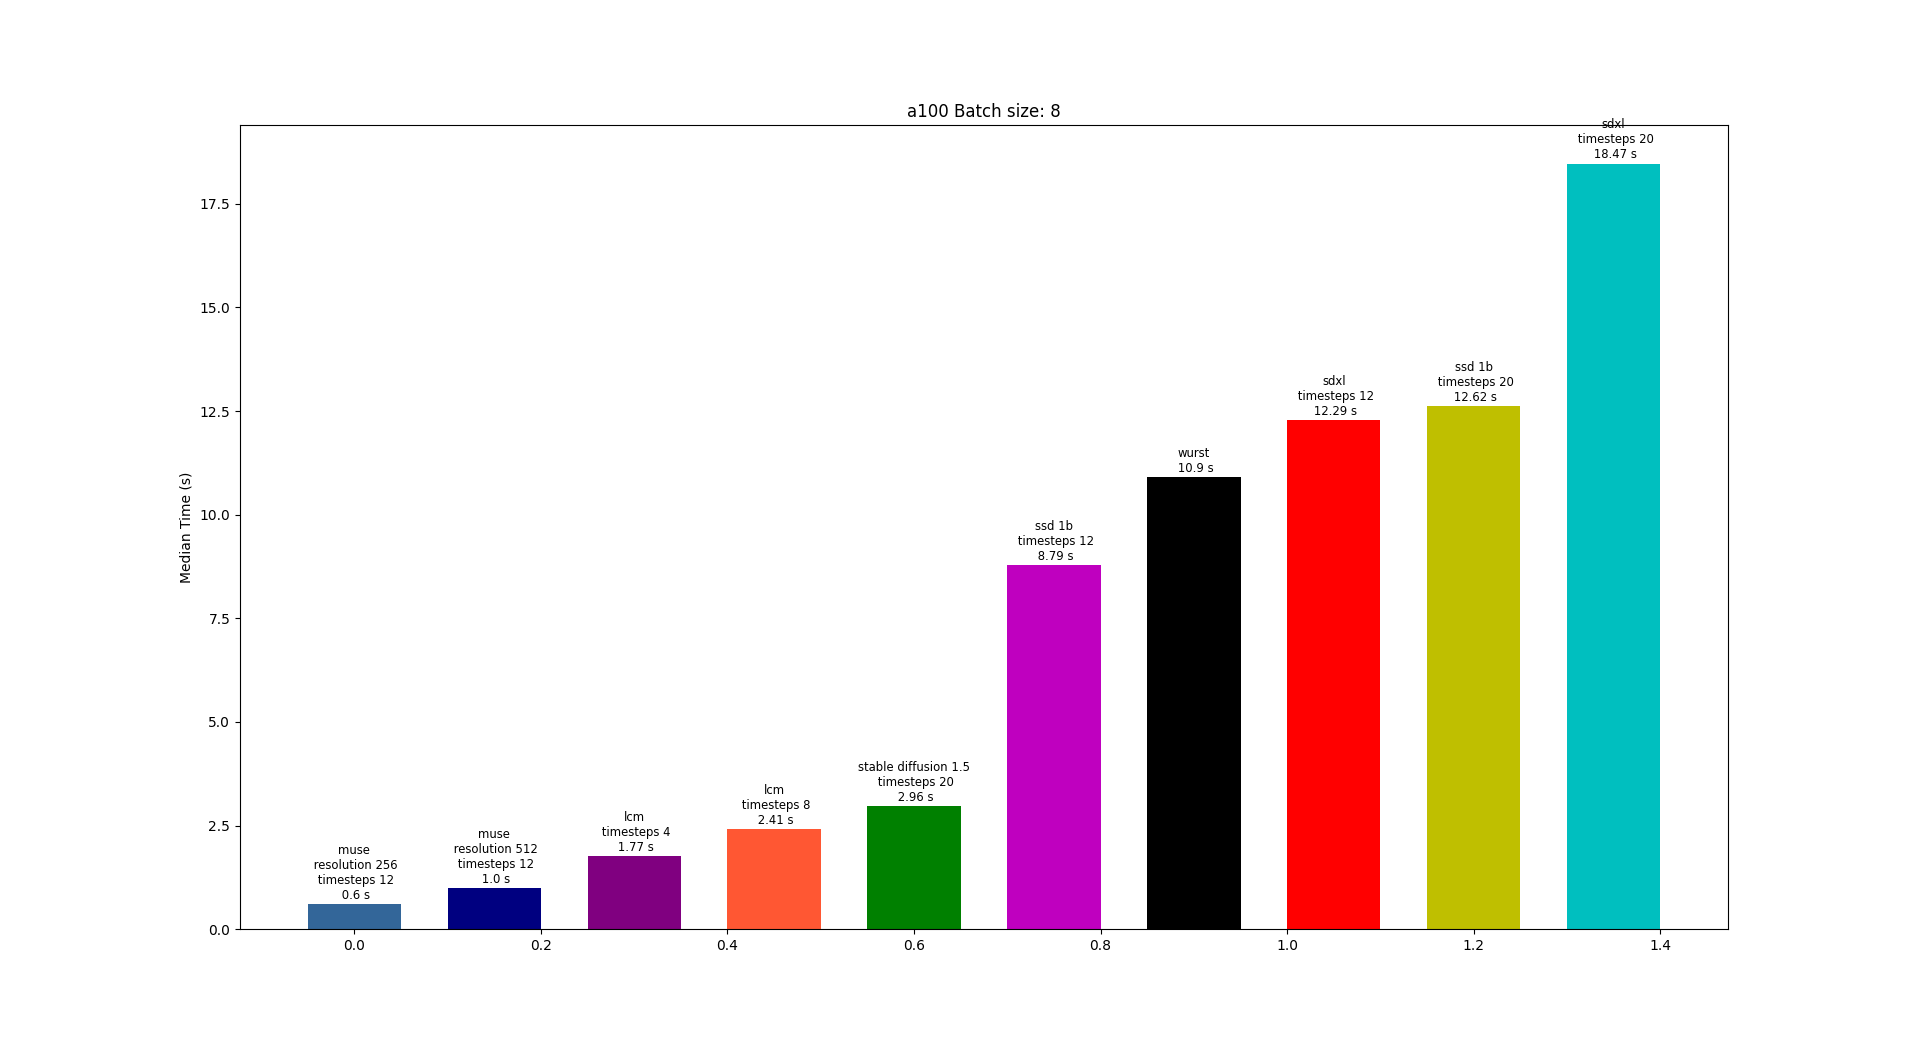 a100 Batch size: 8
Median Time (s)
17.5
15.0
12.5
10.0
7.5
5.0
2.5
0.0
muse
resolution 256
timesteps 12
0.6 s
muse
resolution 512
timesteps 12
1.0 s
lcm
timesteps 4
1.77 s
lcm
timesteps 8
2.41 s
stable diffusion 1.5
timesteps 20
2.96 s
ssd 1b
timesteps 12
8.79 s
wurst
10.9 s
sdxl
timesteps 12
12.29 s
ssd 1b
timesteps 20
12.62 s
sdxl
timesteps 20
18.47 s
0.0 0.2 0.4 0.6 0.8 1.0 1.2 1.4